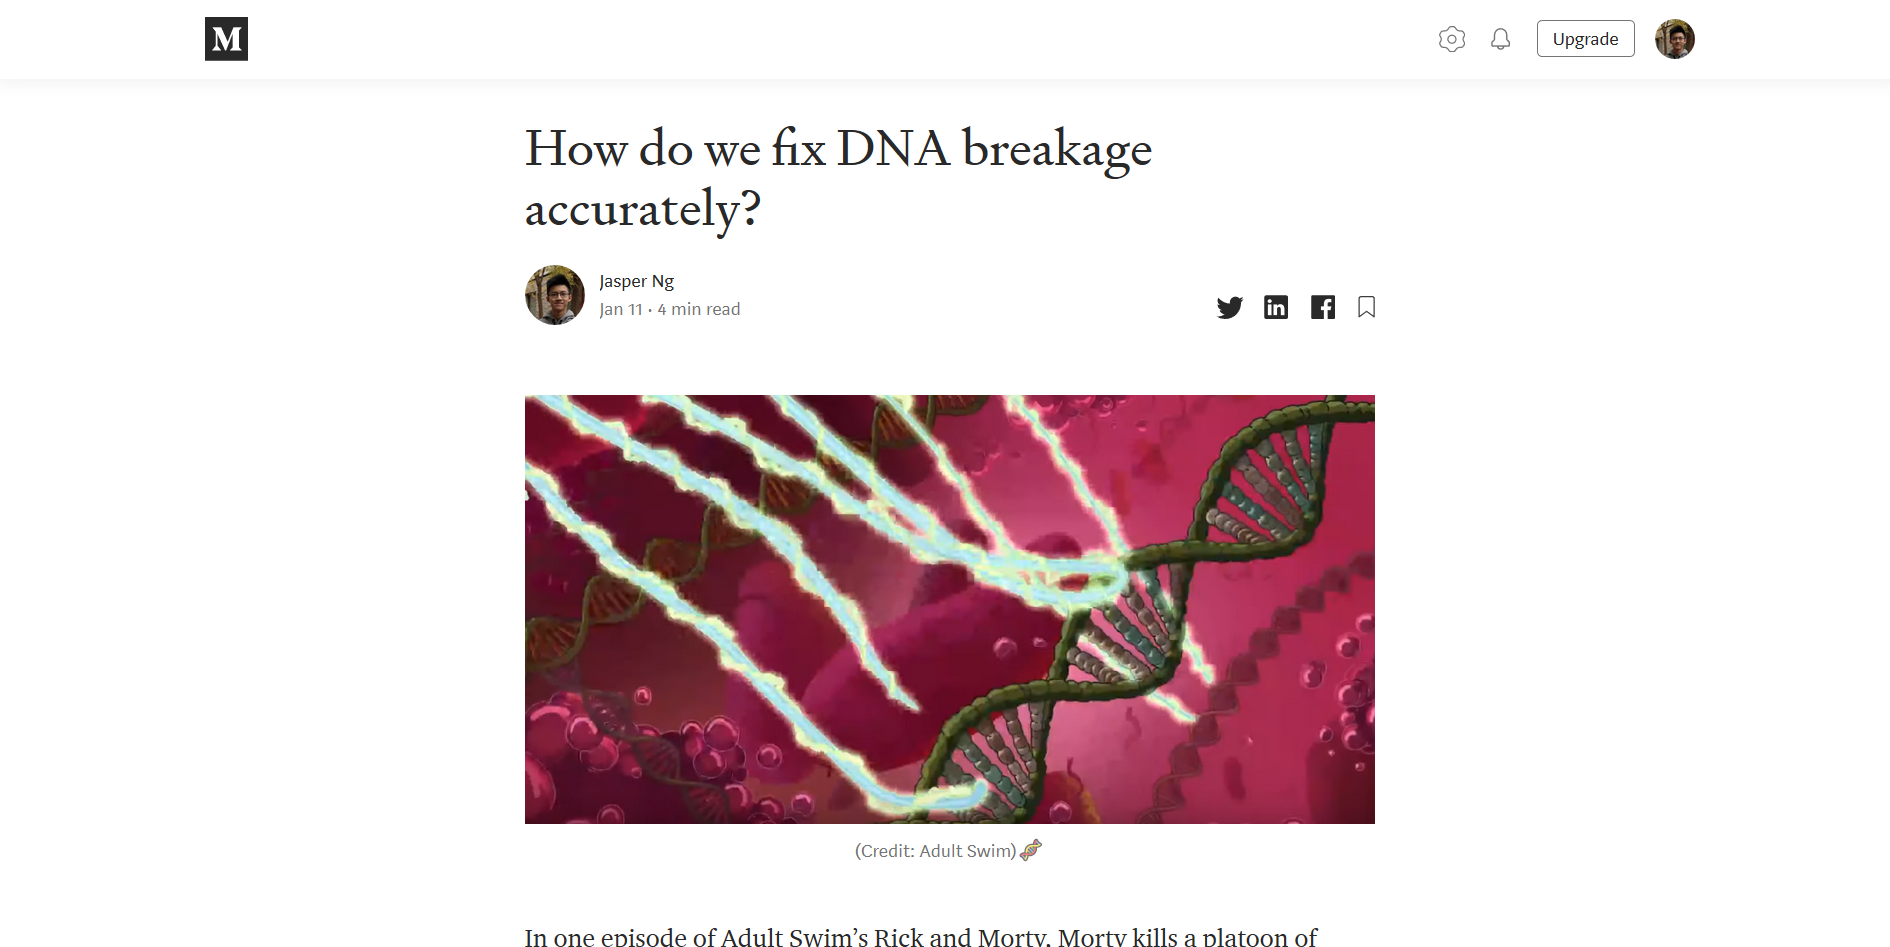 M
Upgrade
How do we fix DNA breakage
accurately?
Jasper Ng
Jan 11 · 4 min read
in
f
(Credit: Adult Swim)🧬
In one episode of Adult Swim’s Rick and Morty, Morty kills a platoon of